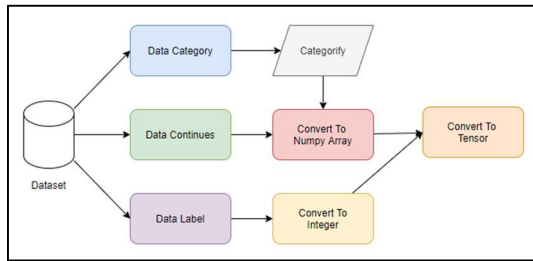 Data Category
Categorify
Data Continues
Convert To
Numpy Array
Convert To
Tensor
Dataset
Data Label
Convert To
Integer